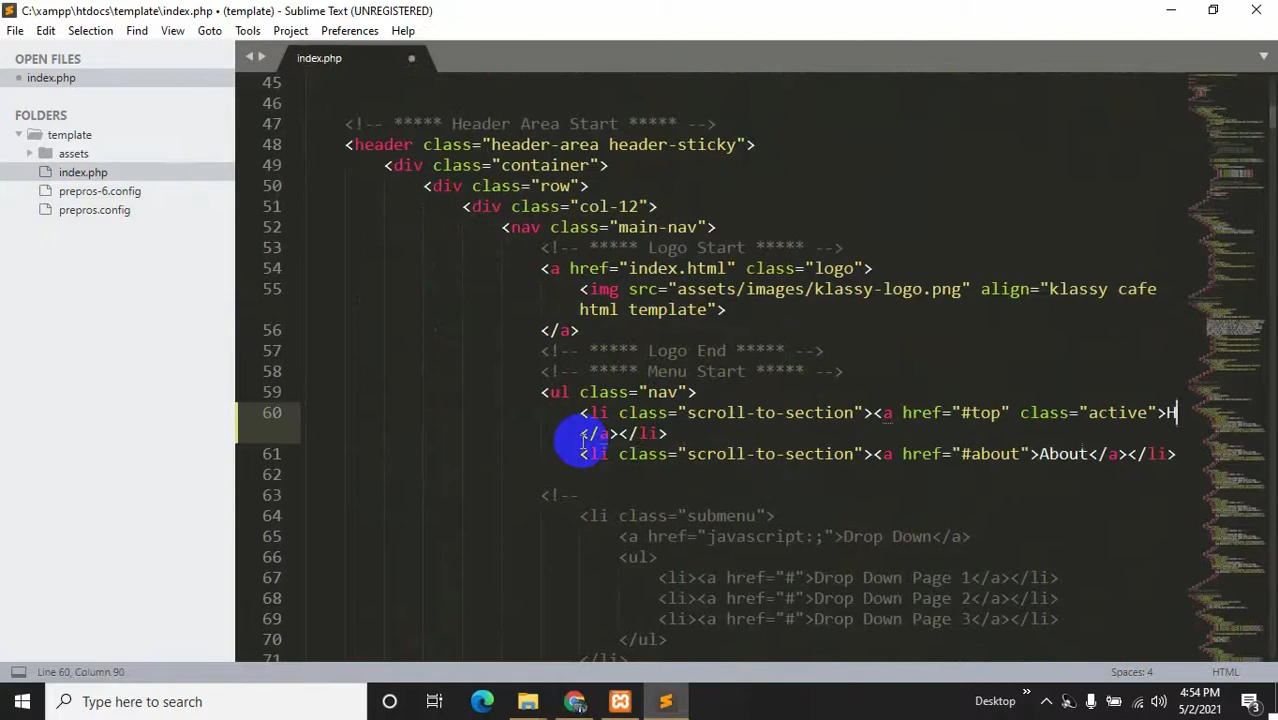 C:\xampp\htdocs\template\index.php • (template) - Sublime Text (UNREGISTERED)
File Edit Selection Find View Goto Tools Project Preferences Help
OPEN FILES
index.php
FOLDERS
template
assets
index.php
prepros-6.config
prepros.config
index.php
45
46
47 <!-- ***** Header Area Start ***** -->
48 <header class="header-area header-sticky">
49 <div class="container">
50 <div class="row">
51 <div class="col-12">
52 <nav class="main-nav">
53 <!-- ***** Logo Start ***** -->
54 <a href="index.html" class="logo">
55 <img src="assets/images/klassy-logo.png" align="klassy cafe
html template">
56 </a>
57 <!-- ***** Logo End ***** -->
58 <!-- ***** Menu Start ***** -->
59 <ul class="nav">
60 <li class="scroll-to-section"><a href="#top" class="active">H
</a></li>
61 <li class="scroll-to-section"><a href="#about">About</a></li>
62
63 <!--
64 <li class="submenu">
65 <a href="javascript:;">Drop Down</a>
66 <ul>
67 <li><a href="#">Drop Down Page 1</a></li>
68 <li><a href="#">Drop Down Page 2</a></li>
69 <li><a href="#">Drop Down Page 3</a></li>
70 </ul>
71 </li>
Line 60, Column 90
Spaces: 4
HTML
Type here to search
Desktop
4:54 PM
5/2/2021
3